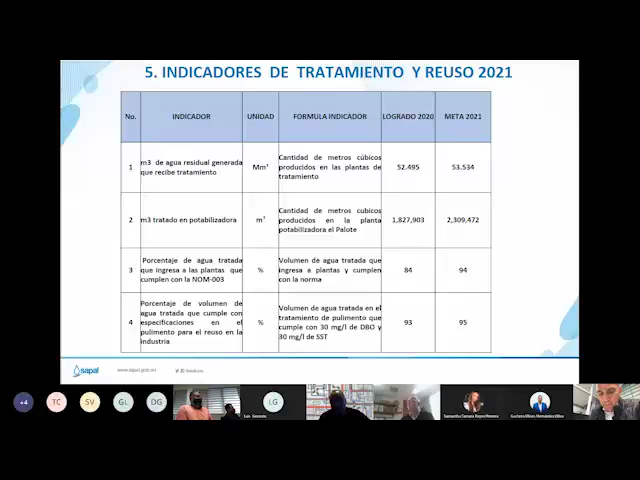 5. INDICADORES DE TRATAMIENTO Y REUSO 2021
No. INDICADOR UNIDAD FORMULA INDICADOR LOGRADO 2020 META 2021
1
m3 de agua residual generada
que recibe tratamiento
Mm³
Cantidad de metros cúbicos
producidos en las plantas de
tratamiento
52.495
53.534
2
m3 tratado en potabilizadora
m³
Cantidad de metros cubicos
producidos en la planta
potabilizadora el Palote
1,827,903
2,309,472
3
Porcentaje de agua tratada
que ingresa a las plantas que
cumplen con la NOM-003
%
Volumen de agua tratada que
ingresa a plantas y cumplen
con la norma
84
94
4
Porcentaje de volumen de
agua tratada que cumple con
especificaciones en el
pulimento para el reuso en la
industria
%
Volumen de agua tratada en el
tratamiento de pulimento que
cumple con 30 mg/l de DBO y
30 mg/l de SST
93
95
sapal
www.sapal.gob.mx
+4
TC
SV
GL
DG
LG